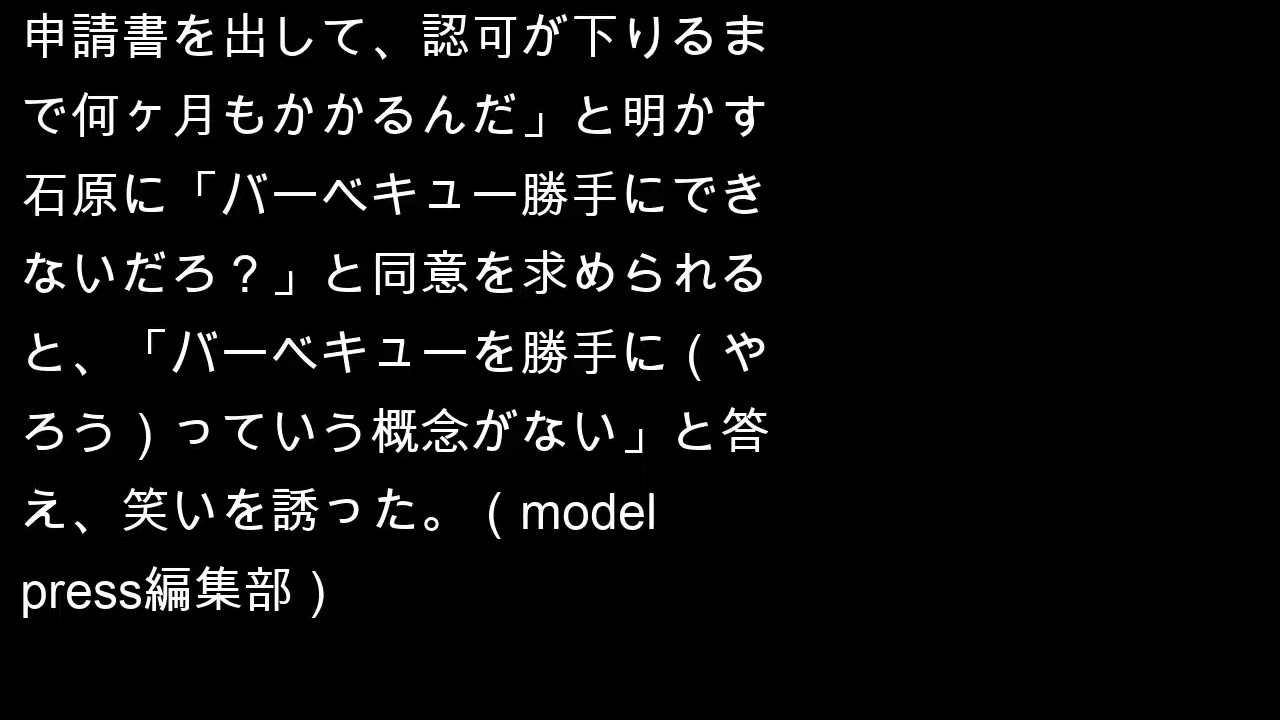 申請書を出して、認可が下りるま
で何ヶ月もかかるんだ」と明かす
石原に「バーベキュー勝手にでき
ないだろ？」と同意を求められる
と、「バーベキューを勝手に（や
ろう）っていう概念がない」と答
え、笑いを誘った。（model
press編集部）